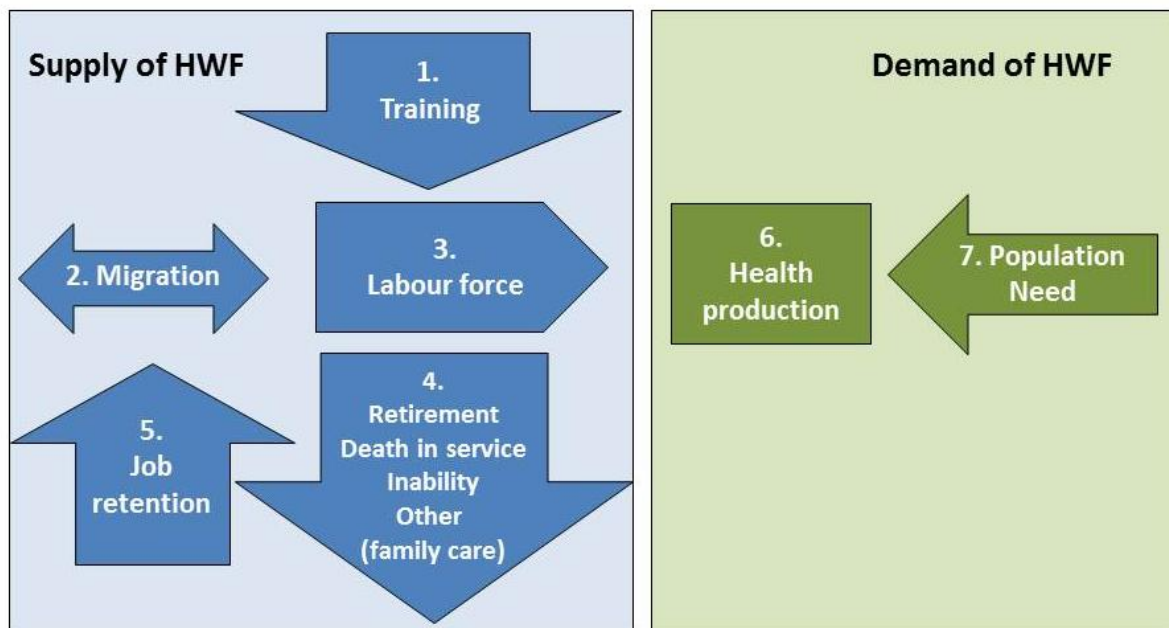 Supply of HWF
1.
Training
2. Migration
3.
Labour force
4.
Retirement
Death in service
Inability
Other
(family care)
5.
Job
retention
Demand of HWF
6.
Health
production
7. Population
Need